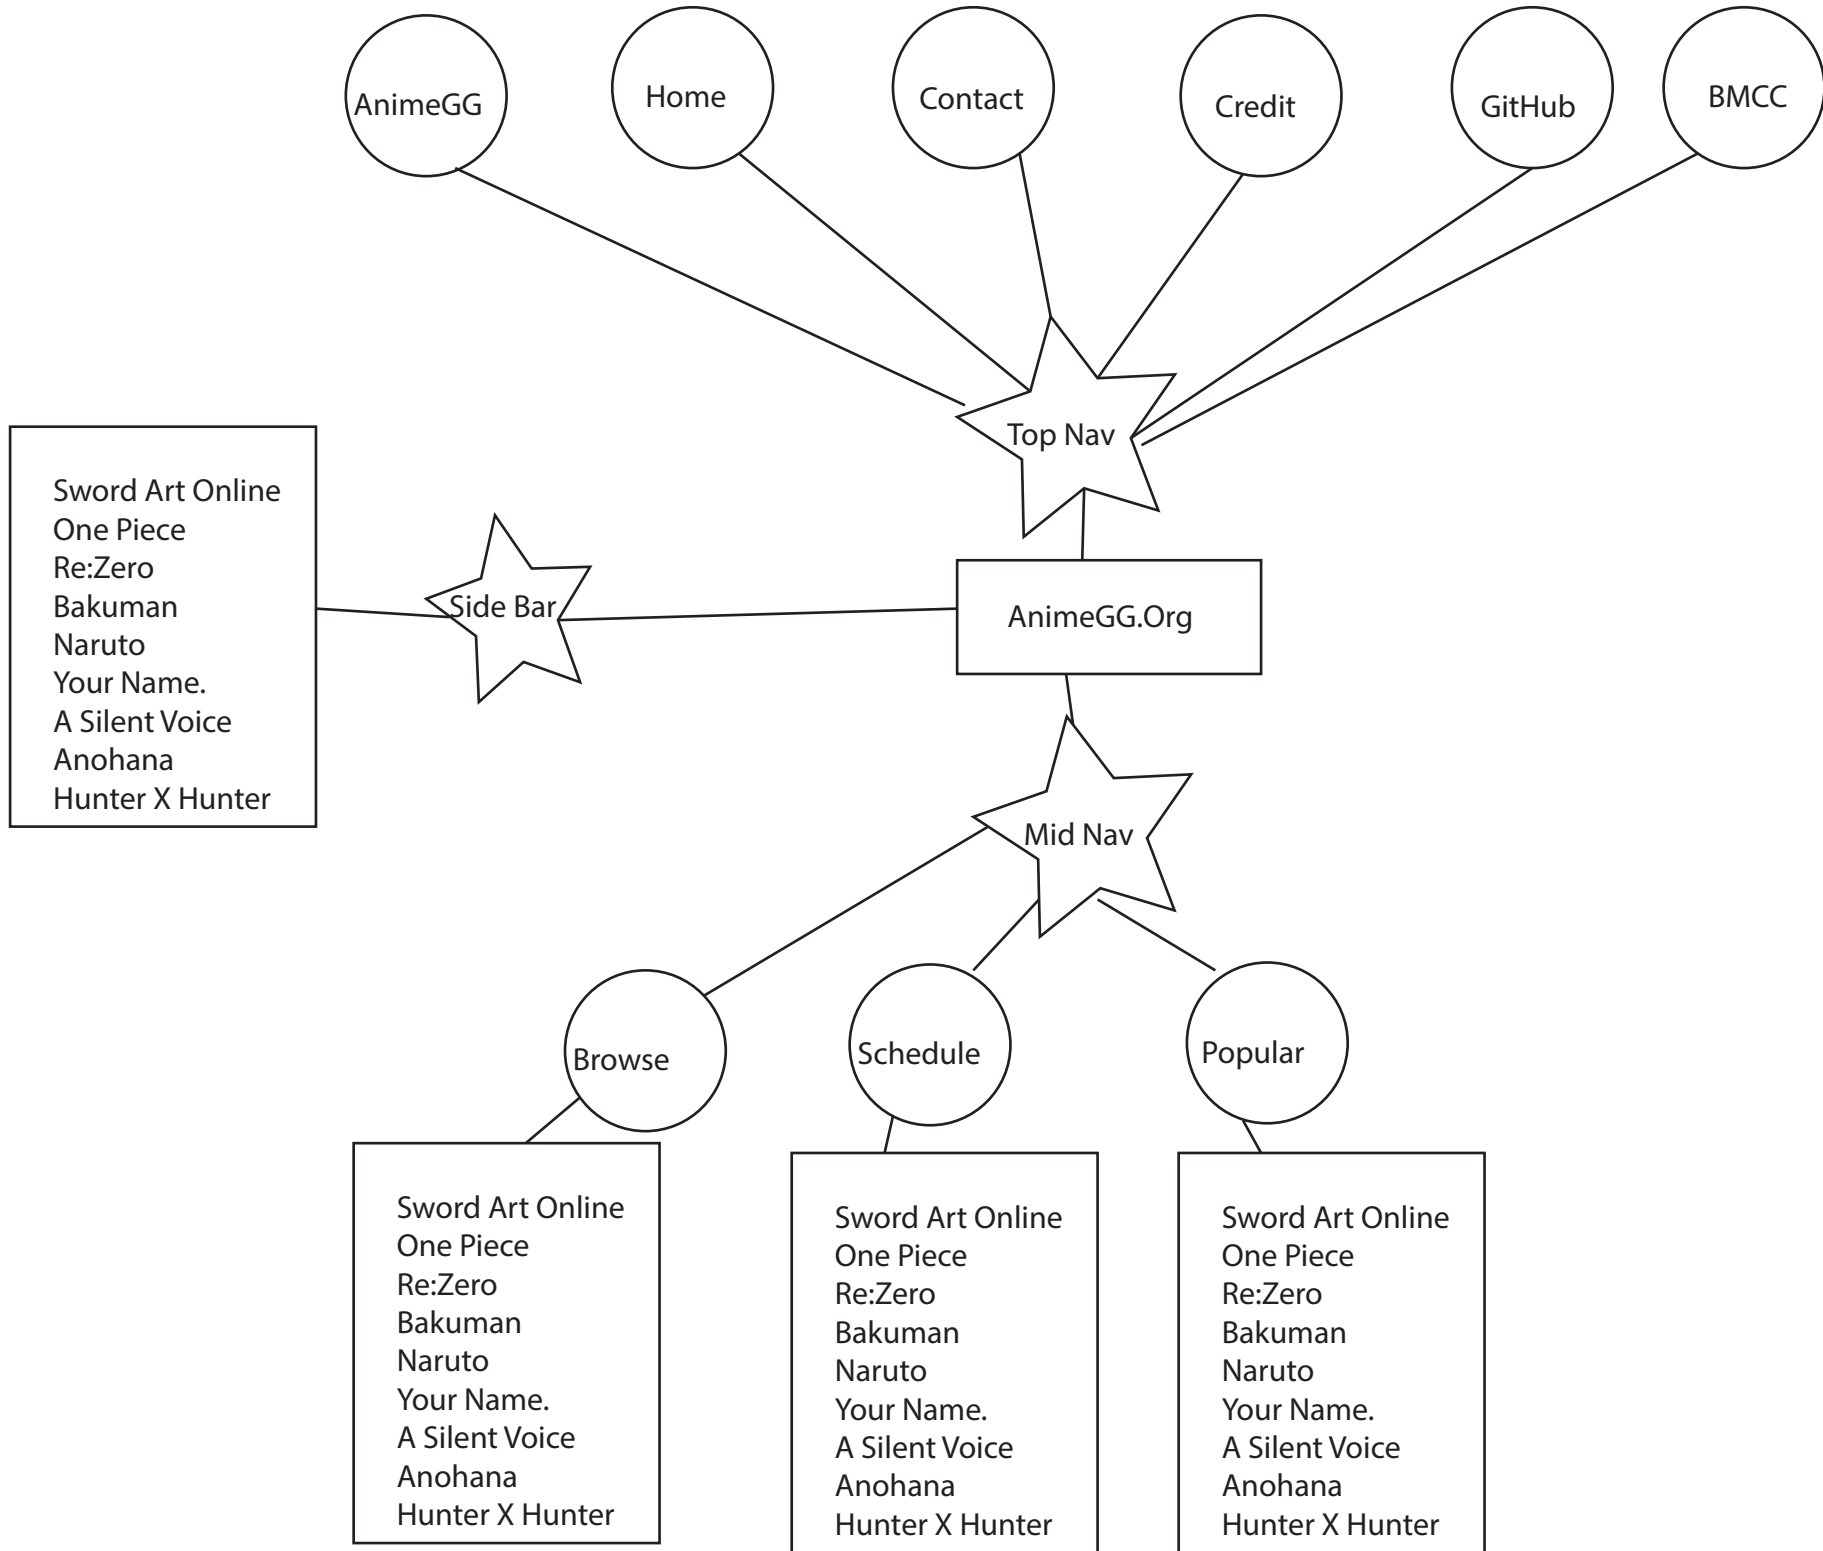 AnimeGG
Home
Contact
Credit
GitHub
BMCC
Top Nav
Sword Art Online
One Piece
Re:Zero
Bakuman
Naruto
Your Name.
A Silent Voice
Anohana
Hunter X Hunter
Side Bar
AnimeGG.Org
Mid Nav
Browse
Schedule
Popular
Sword Art Online
One Piece
Re:Zero
Bakuman
Naruto
Your Name.
A Silent Voice
Anohana
Hunter X Hunter
Sword Art Online
One Piece
Re:Zero
Bakuman
Naruto
Your Name.
A Silent Voice
Anohana
Hunter X Hunter
Sword Art Online
One Piece
Re:Zero
Bakuman
Naruto
Your Name.
A Silent Voice
Anohana
Hunter X Hunter